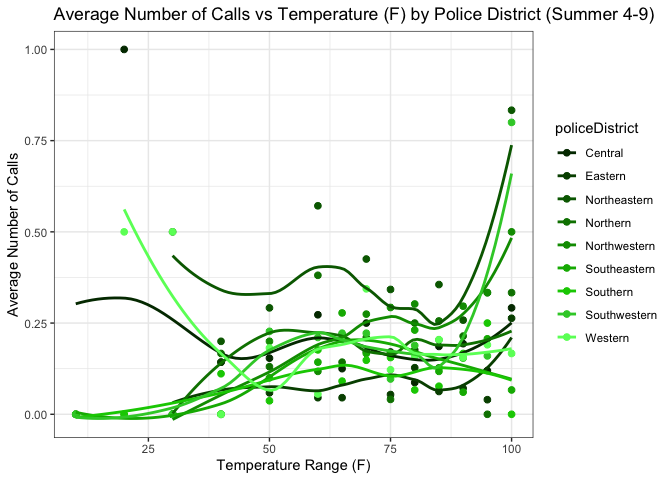 Average Number of Calls vs Temperature (F) by Police District (Summer 4-9)
1.00
0.75
0.50
0.25
0.00
Average Number of Calls
25
50
75
100
Temperature Range (F)
policeDistrict
Central
Eastern
Northeastern
Northern
Northwestern
Southeastern
Southern
Southwestern
Western